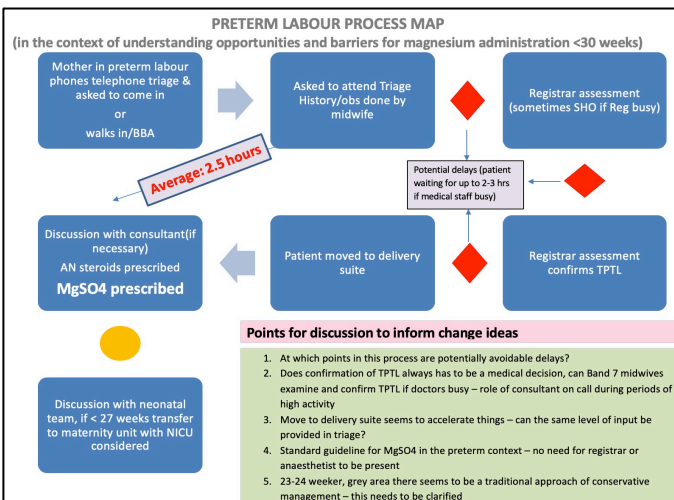 PRETERM LABOUR PROCESS MAP
(in the context of understanding opportunities and barriers for magnesium administration <30 weeks)
Mother in preterm labour
phones telephone triage &
asked to come in
or
walks in/BBA
Asked to attend Triage
History/obs done by
midwife
Registrar assessment
(sometimes SHO if Reg busy)
Average: 2.5 hours
Potential delays (patient
waiting for up to 2-3 hrs
if medical staff busy)
Discussion with consultant(if
necessary)
AN steroids prescribed
MgSO4 prescribed
Patient moved to delivery
suite
Registrar assessment
confirms TPTL
Discussion with neonatal
team, if < 27 weeks transfer
to maternity unit with NICU
considered
Points for discussion to inform change ideas
1. At which points in this process are potentially avoidable delays?
2. Does confirmation of TPTL always has to be a medical decision, can Band 7 midwives
examine and confirm TPTL if doctors busy – role of consultant on call during periods of
high activity
3. Move to delivery suite seems to accelerate things – can the same level of input be
provided in triage?
4. Standard guideline for MgSO4 in the preterm context – no need for registrar or
anaesthetist to be present
5. 23-24 weeker, grey area there seems to be a traditional approach of conservative
management – this needs to be clarified